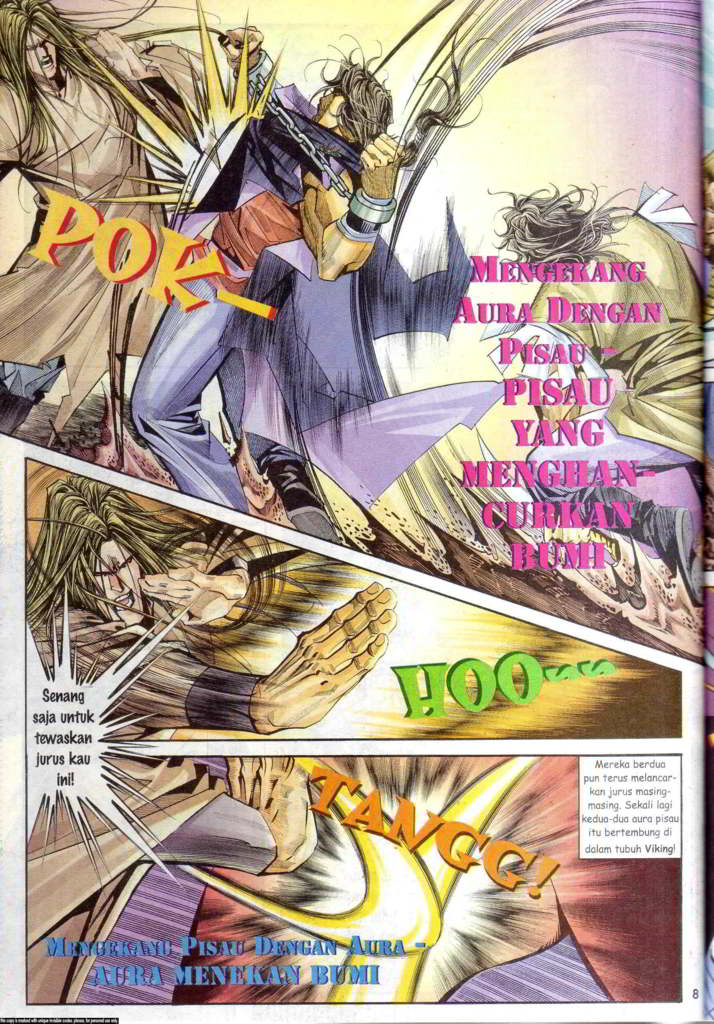 POK—
MENGEKANG
AURA DENGAN
PISAU -
PISAU
YANG
MENGHAN-
CURKAN
BUMI
Senang
saja untuk
tewaskan
jurus kau
ini!
HOO~~
TANGG!
Mereka berdua
pun terus melancar-
kan jurus masing-
masing. Sekali lagi
kedua-dua aura pisau
itu bertembung di
dalam tubuh Viking!
MENGEKANG PISAU DENGAN AURA -
AURA MENEKAN BUMI
8